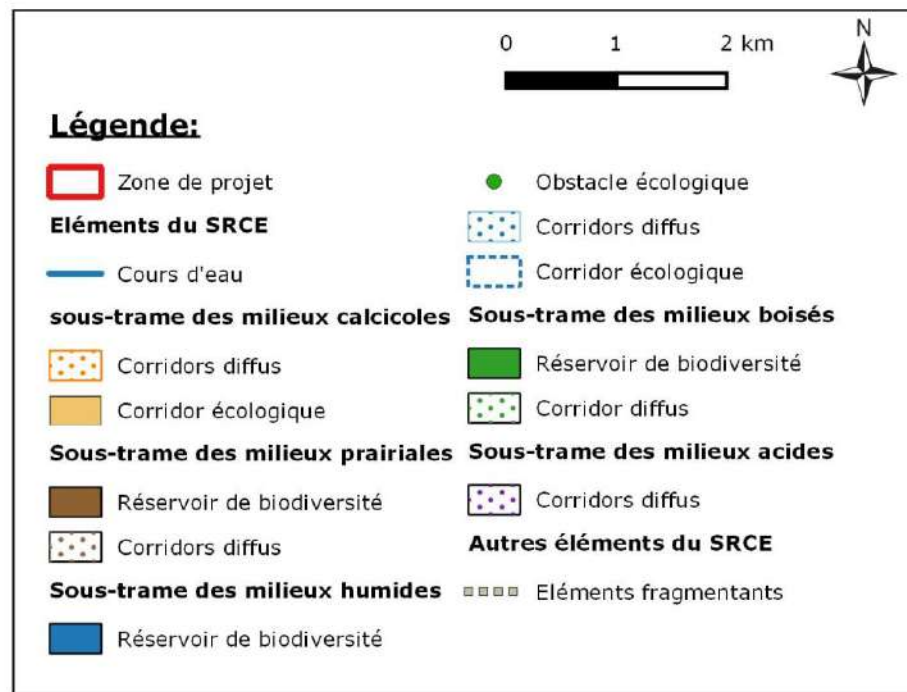 0 1 2 km
N
Légende:
Zone de projet
Eléments du SRCE
Cours d'eau
sous-trame des milieux calcicoles
Corridors diffus
Corridor écologique
Sous-trame des milieux prairiales
Réservoir de biodiversité
Corridors diffus
Sous-trame des milieux humides
Réservoir de biodiversité
Obstacle écologique
Corridors diffus
Corridor écologique
Sous-trame des milieux boisés
Réservoir de biodiversité
Corridor diffus
Sous-trame des milieux acides
Corridors diffus
Autres éléments du SRCE
Eléments fragmentants